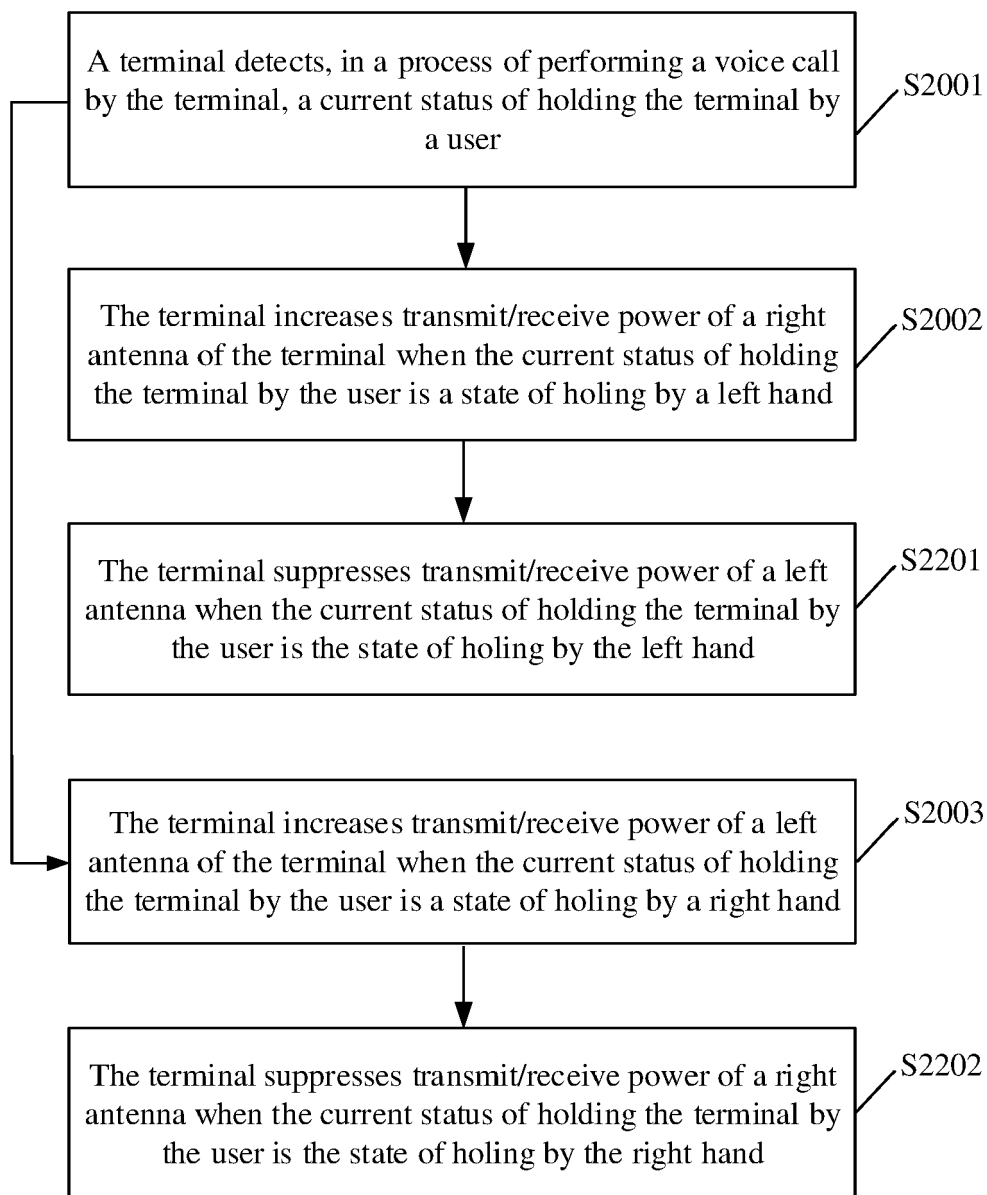 A terminal detects, in a process of performing a voice call
by the terminal, a current status of holding the terminal by
a user
S2001
The terminal increases transmit/receive power of a right
antenna of the terminal when the current status of holding
the terminal by the user is a state of holing by a left hand
S2002
The terminal suppresses transmit/receive power of a left
antenna when the current status of holding the terminal by
the user is the state of holing by the left hand
S2201
The terminal increases transmit/receive power of a left
antenna of the terminal when the current status of holding
the terminal by the user is a state of holing by a right hand
S2003
The terminal suppresses transmit/receive power of a right
antenna when the current status of holding the terminal by
the user is the state of holing by the right hand
S2202